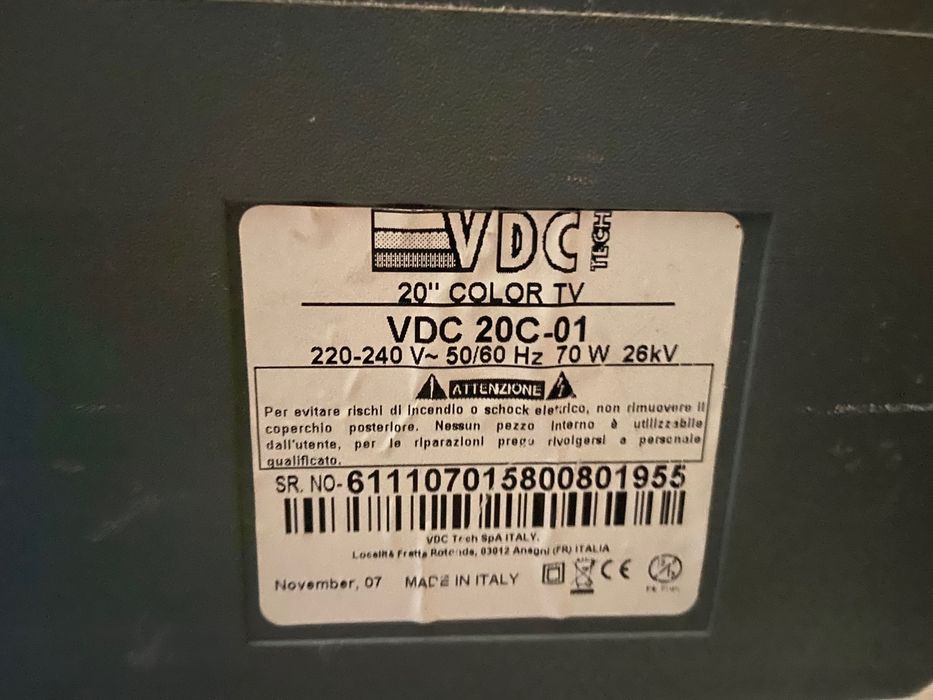 VDC TECH
20" COLOR TV
VDC 20C-01
220-240 V~ 50/60 Hz 70 W 26kV
ATTENZIONE
Per evitare rischi di incendio o schock elettrico, non rimuovere il
coperchio posteriore. Nessun pezzo interno è utilizzabile
dall'utente, per le riparazioni prego rivolgersi a personale
qualificato.
SR. NO- 611107015800801955
VDC Tech SpA ITALY.
Località Fratta Rotonda, 03012 Anagni (FR) ITALIA
November, 07 MADE IN ITALY CE